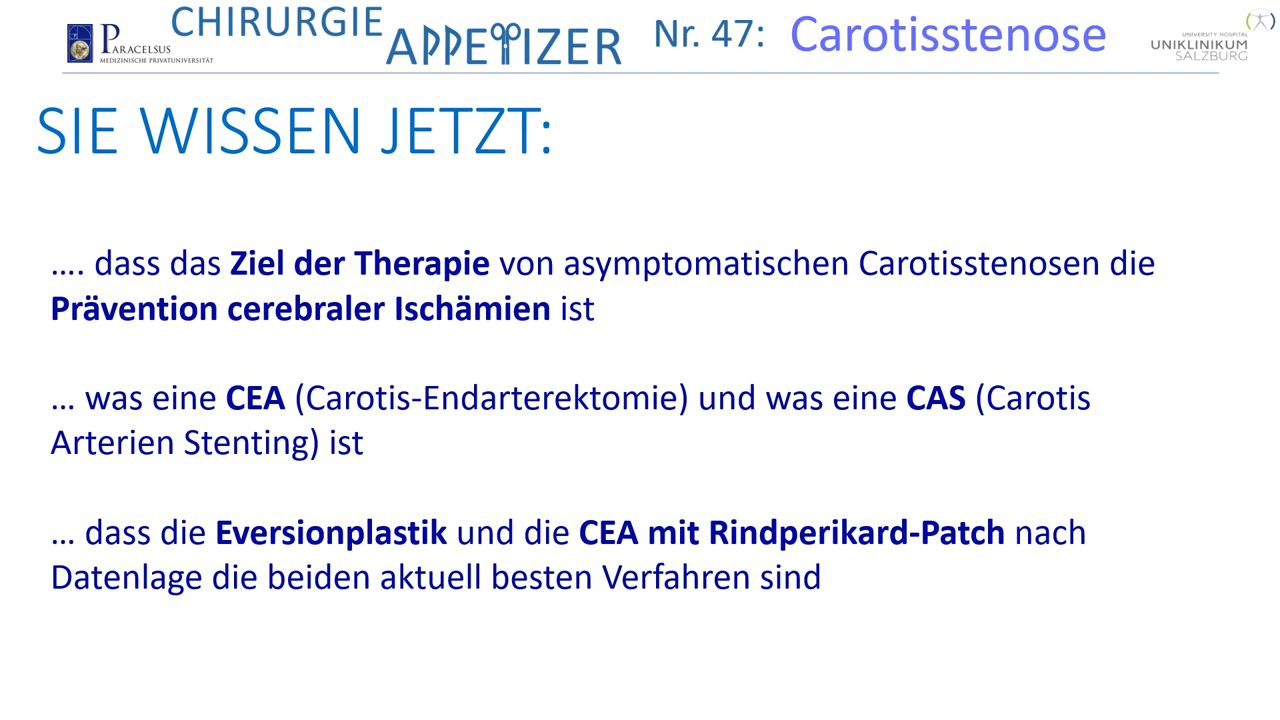 PARACELSUS
MEDIZINISCHE PRIVATUNIVERSITÄT
CHIRURGIE
APPETIZER
Nr. 47: Carotisstenose
UNIVERSITY HOSPITAL
UNIKLINIKUM
SALZBURG
SIE WISSEN JETZT:
…. dass das Ziel der Therapie von asymptomatischen Carotisstenosen die
Prävention cerebraler Ischämien ist
… was eine CEA (Carotis-Endarterektomie) und was eine CAS (Carotis
Arterien Stenting) ist
… dass die Eversionplastik und die CEA mit Rindperikard-Patch nach
Datenlage die beiden aktuell besten Verfahren sind